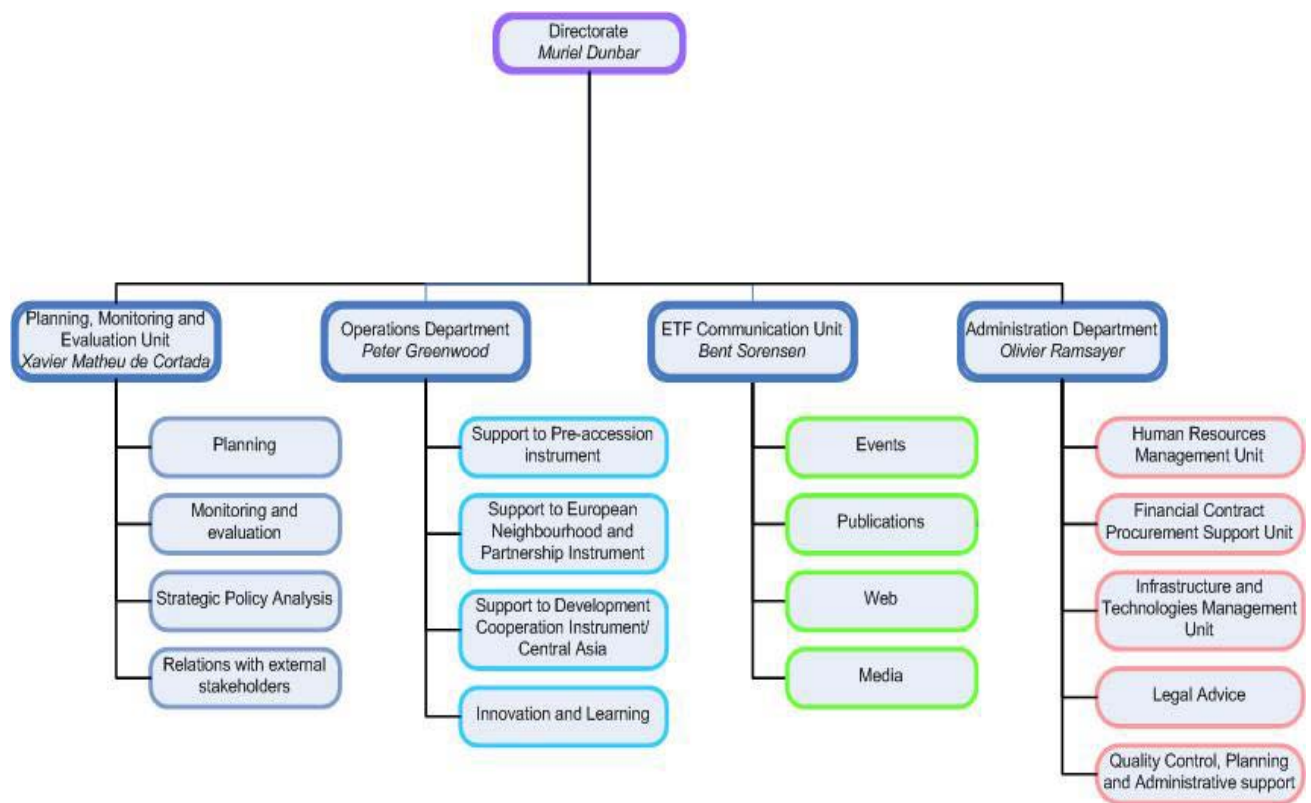 Directorate
Muriel Dunbar
Planning, Monitoring and
Evaluation Unit
Xavier Matheu de Cortada
Operations Department
Peter Greenwood
ETF Communication Unit
Bent Sorensen
Administration Department
Olivier Ramsayer
Planning
Monitoring and
evaluation
Strategic Policy Analysis
Relations with external
stakeholders
Support to Pre-accession
instrument
Support to European
Neighbourhood and
Partnership Instrument
Support to Development
Cooperation Instrument/
Central Asia
Innovation and Learning
Events
Publications
Web
Media
Human Resources
Management Unit
Financial Contract
Procurement Support Unit
Infrastructure and
Technologies Management
Unit
Legal Advice
Quality Control, Planning
and Administrative support